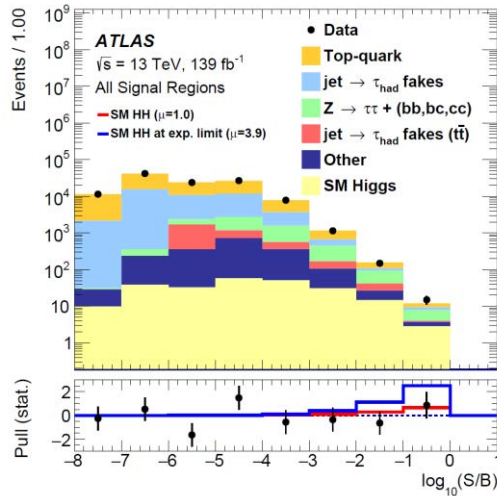 Events / 1.00
10⁹
10⁸
10⁷
10⁶
10⁵
10⁴
10³
10²
10
1
ATLAS
√s = 13 TeV, 139 fb⁻¹
All Signal Regions
SM HH (μ=1.0)
SM HH at exp. limit (μ=3.9)
Data
Top-quark
jet → τhad fakes
Z → ττ + (bb,bc,cc)
jet → τhad fakes (tt̄)
Other
SM Higgs
Pull (stat.)
2
0
−2
−8 −7 −6 −5 −4 −3 −2 −1 0 1
log₁₀(S/B)